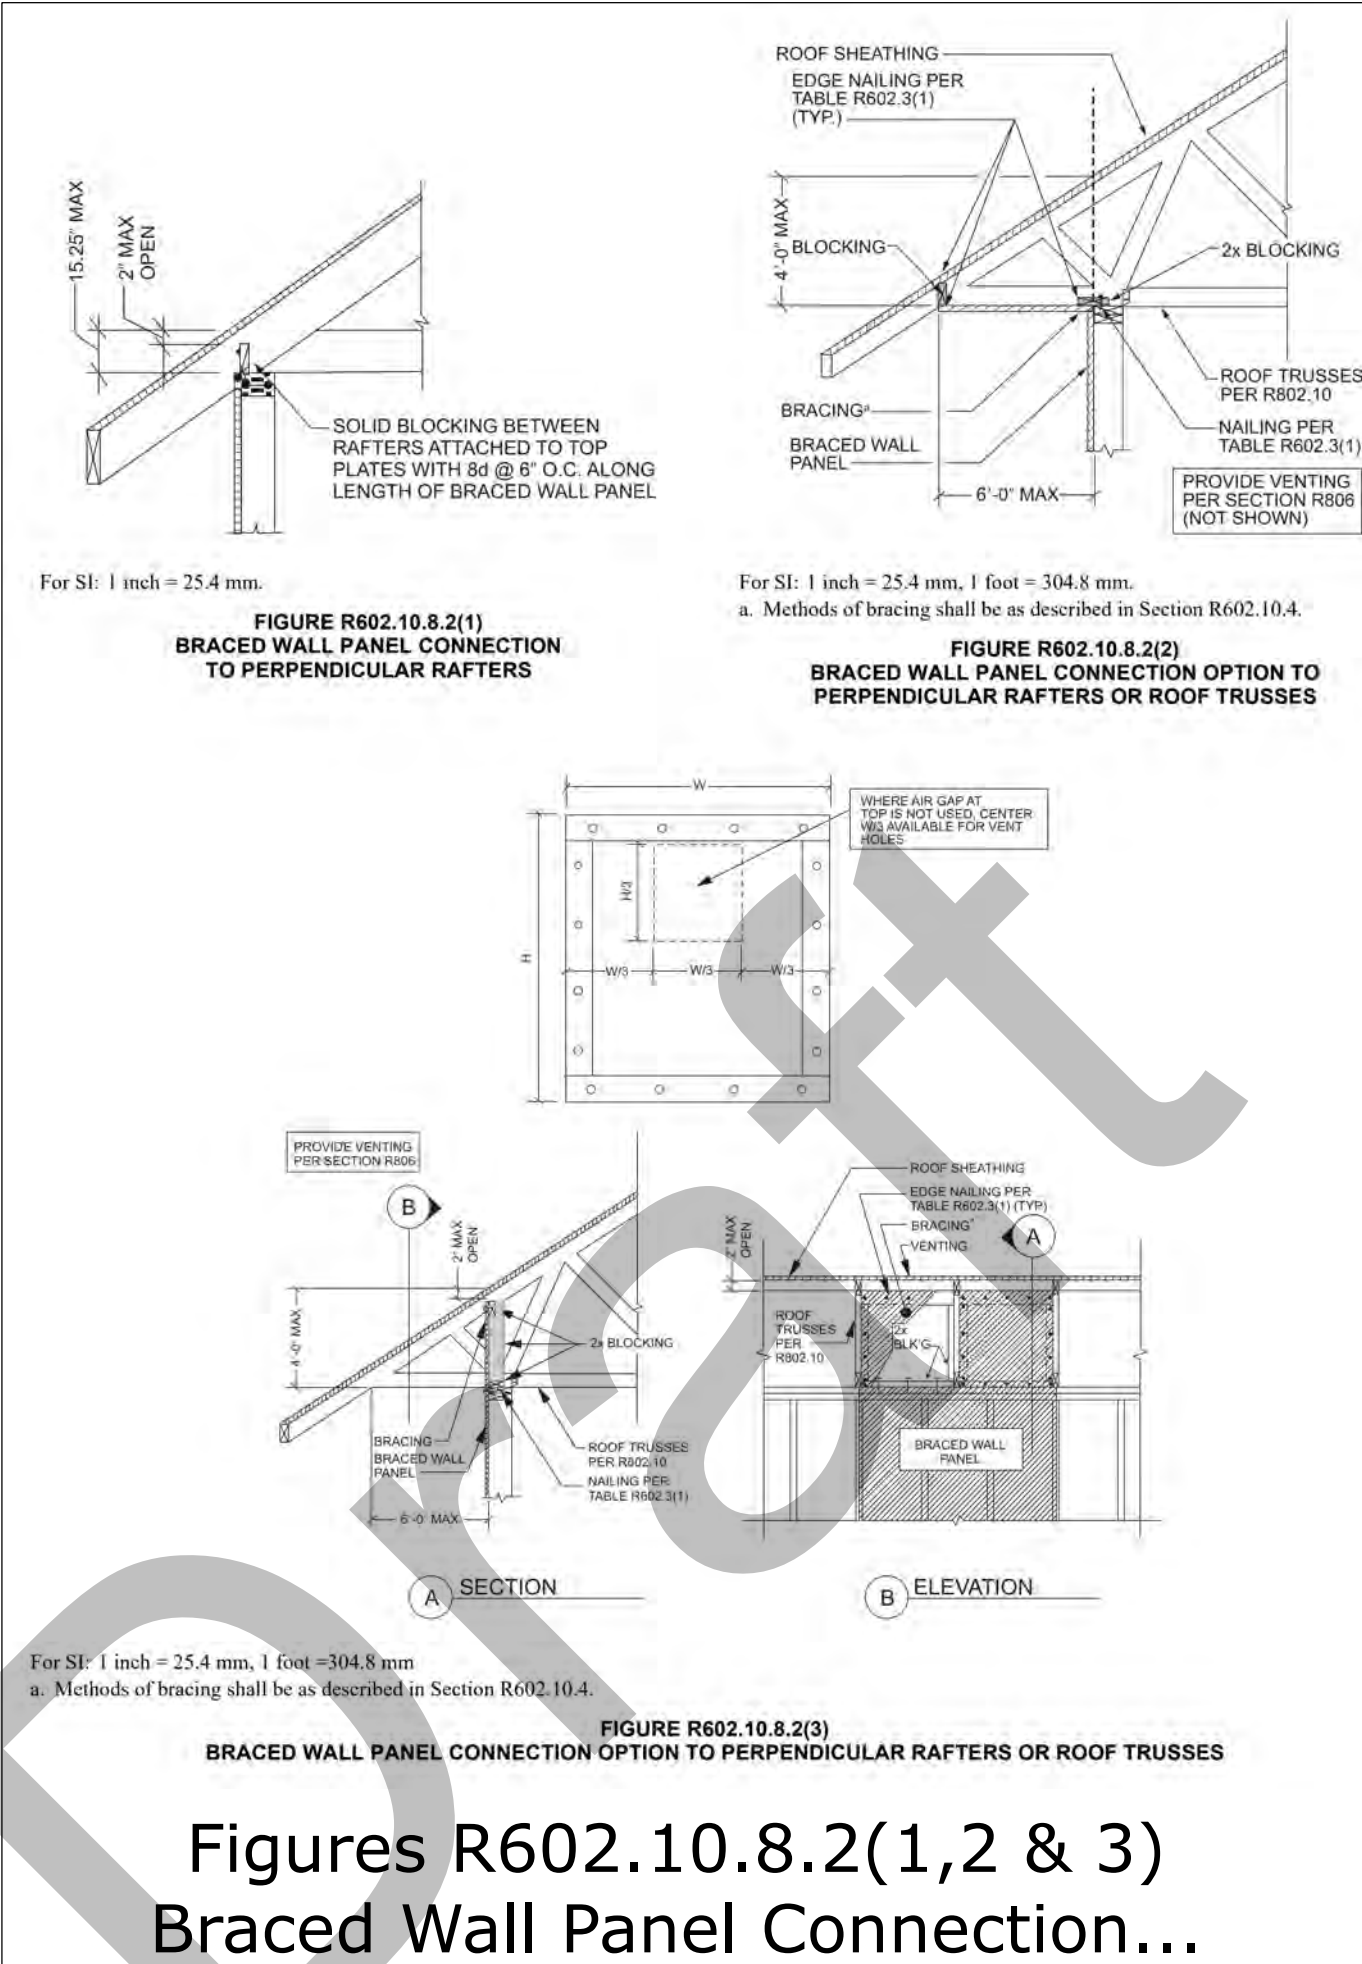 15.25" MAX
2" MAX
OPEN
SOLID BLOCKING BETWEEN
RAFTERS ATTACHED TO TOP
PLATES WITH 8d @ 6" O.C. ALONG
LENGTH OF BRACED WALL PANEL
For SI: 1 inch = 25.4 mm.
FIGURE R602.10.8.2(1)
BRACED WALL PANEL CONNECTION
TO PERPENDICULAR RAFTERS
ROOF SHEATHING
EDGE NAILING PER
TABLE R602.3(1)
(TYP.)
4'-0" MAX
BLOCKING
2x BLOCKING
BRACINGa
BRACED WALL
PANEL
6'-0" MAX
ROOF TRUSSES
PER R802.10
NAILING PER
TABLE R602.3(1)
PROVIDE VENTING
PER SECTION R806
(NOT SHOWN)
For SI: 1 inch = 25.4 mm, 1 foot = 304.8 mm.
a. Methods of bracing shall be as described in Section R602.10.4.
FIGURE R602.10.8.2(2)
BRACED WALL PANEL CONNECTION OPTION TO
PERPENDICULAR RAFTERS OR ROOF TRUSSES
W
WHERE AIR GAP AT
TOP IS NOT USED, CENTER
W/3 AVAILABLE FOR VENT
HOLES
H/3
H
W/3 W/3 W/3
PROVIDE VENTING
PER SECTION R806
B
2" MAX
OPEN
4'-0" MAX
2x BLOCKING
BRACING
BRACED WALL
PANEL
ROOF TRUSSES
PER R802.10
NAILING PER
TABLE R602.3(1)
6'-0" MAX
A SECTION
ROOF SHEATHING
EDGE NAILING PER
TABLE R602.3(1) (TYP)
BRACINGa
VENTING
A
2" MAX
OPEN
ROOF
TRUSSES
PER
R802.10
2x
BLK'G
BRACED WALL
PANEL
B ELEVATION
For SI: 1 inch = 25.4 mm, 1 foot =304.8 mm
a. Methods of bracing shall be as described in Section R602.10.4.
FIGURE R602.10.8.2(3)
BRACED WALL PANEL CONNECTION OPTION TO PERPENDICULAR RAFTERS OR ROOF TRUSSES
Draft
Figures R602.10.8.2(1,2 & 3)
Braced Wall Panel Connection...